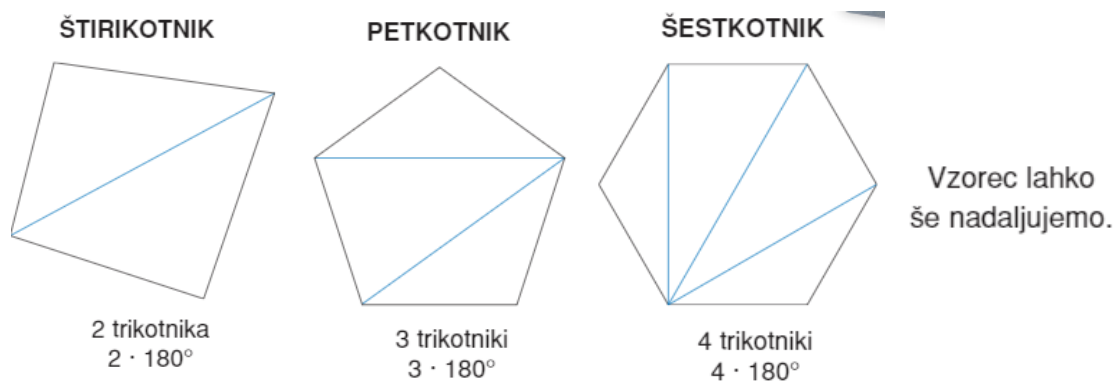 ŠTIRIKOTNIK
2 trikotnika
2 · 180°
PETKOTNIK
3 trikotniki
3 · 180°
ŠESTKOTNIK
4 trikotniki
4 · 180°
Vzorec lahko
še nadaljujemo.